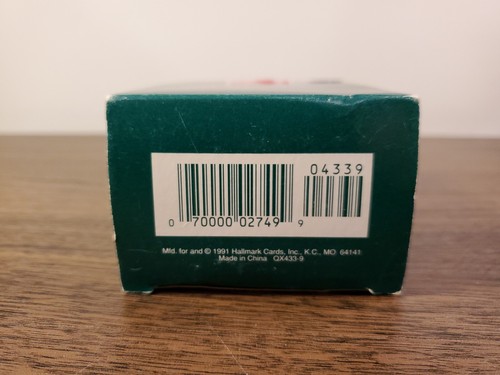 04339
0 70000 02749 9
Mfd. for and © 1991 Hallmark Cards, Inc., K.C., MO 64141
Made in China QX433-9